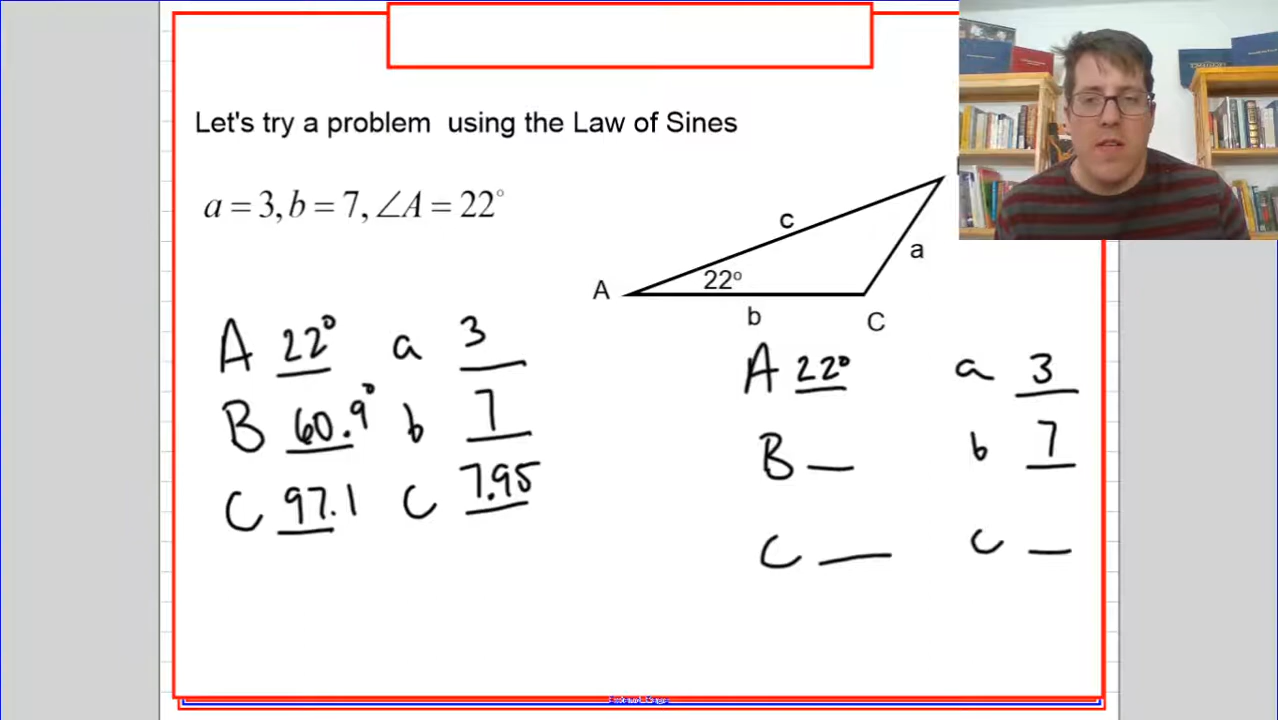 Let's try a problem using the Law of Sines
a = 3, b = 7, ∠A = 22°
c
a
22°
A
b
C
A 22° a 3
B 60.9° b 7
C 97.1 c 7.95
A 22° a 3
B _ b 7
C _ c _